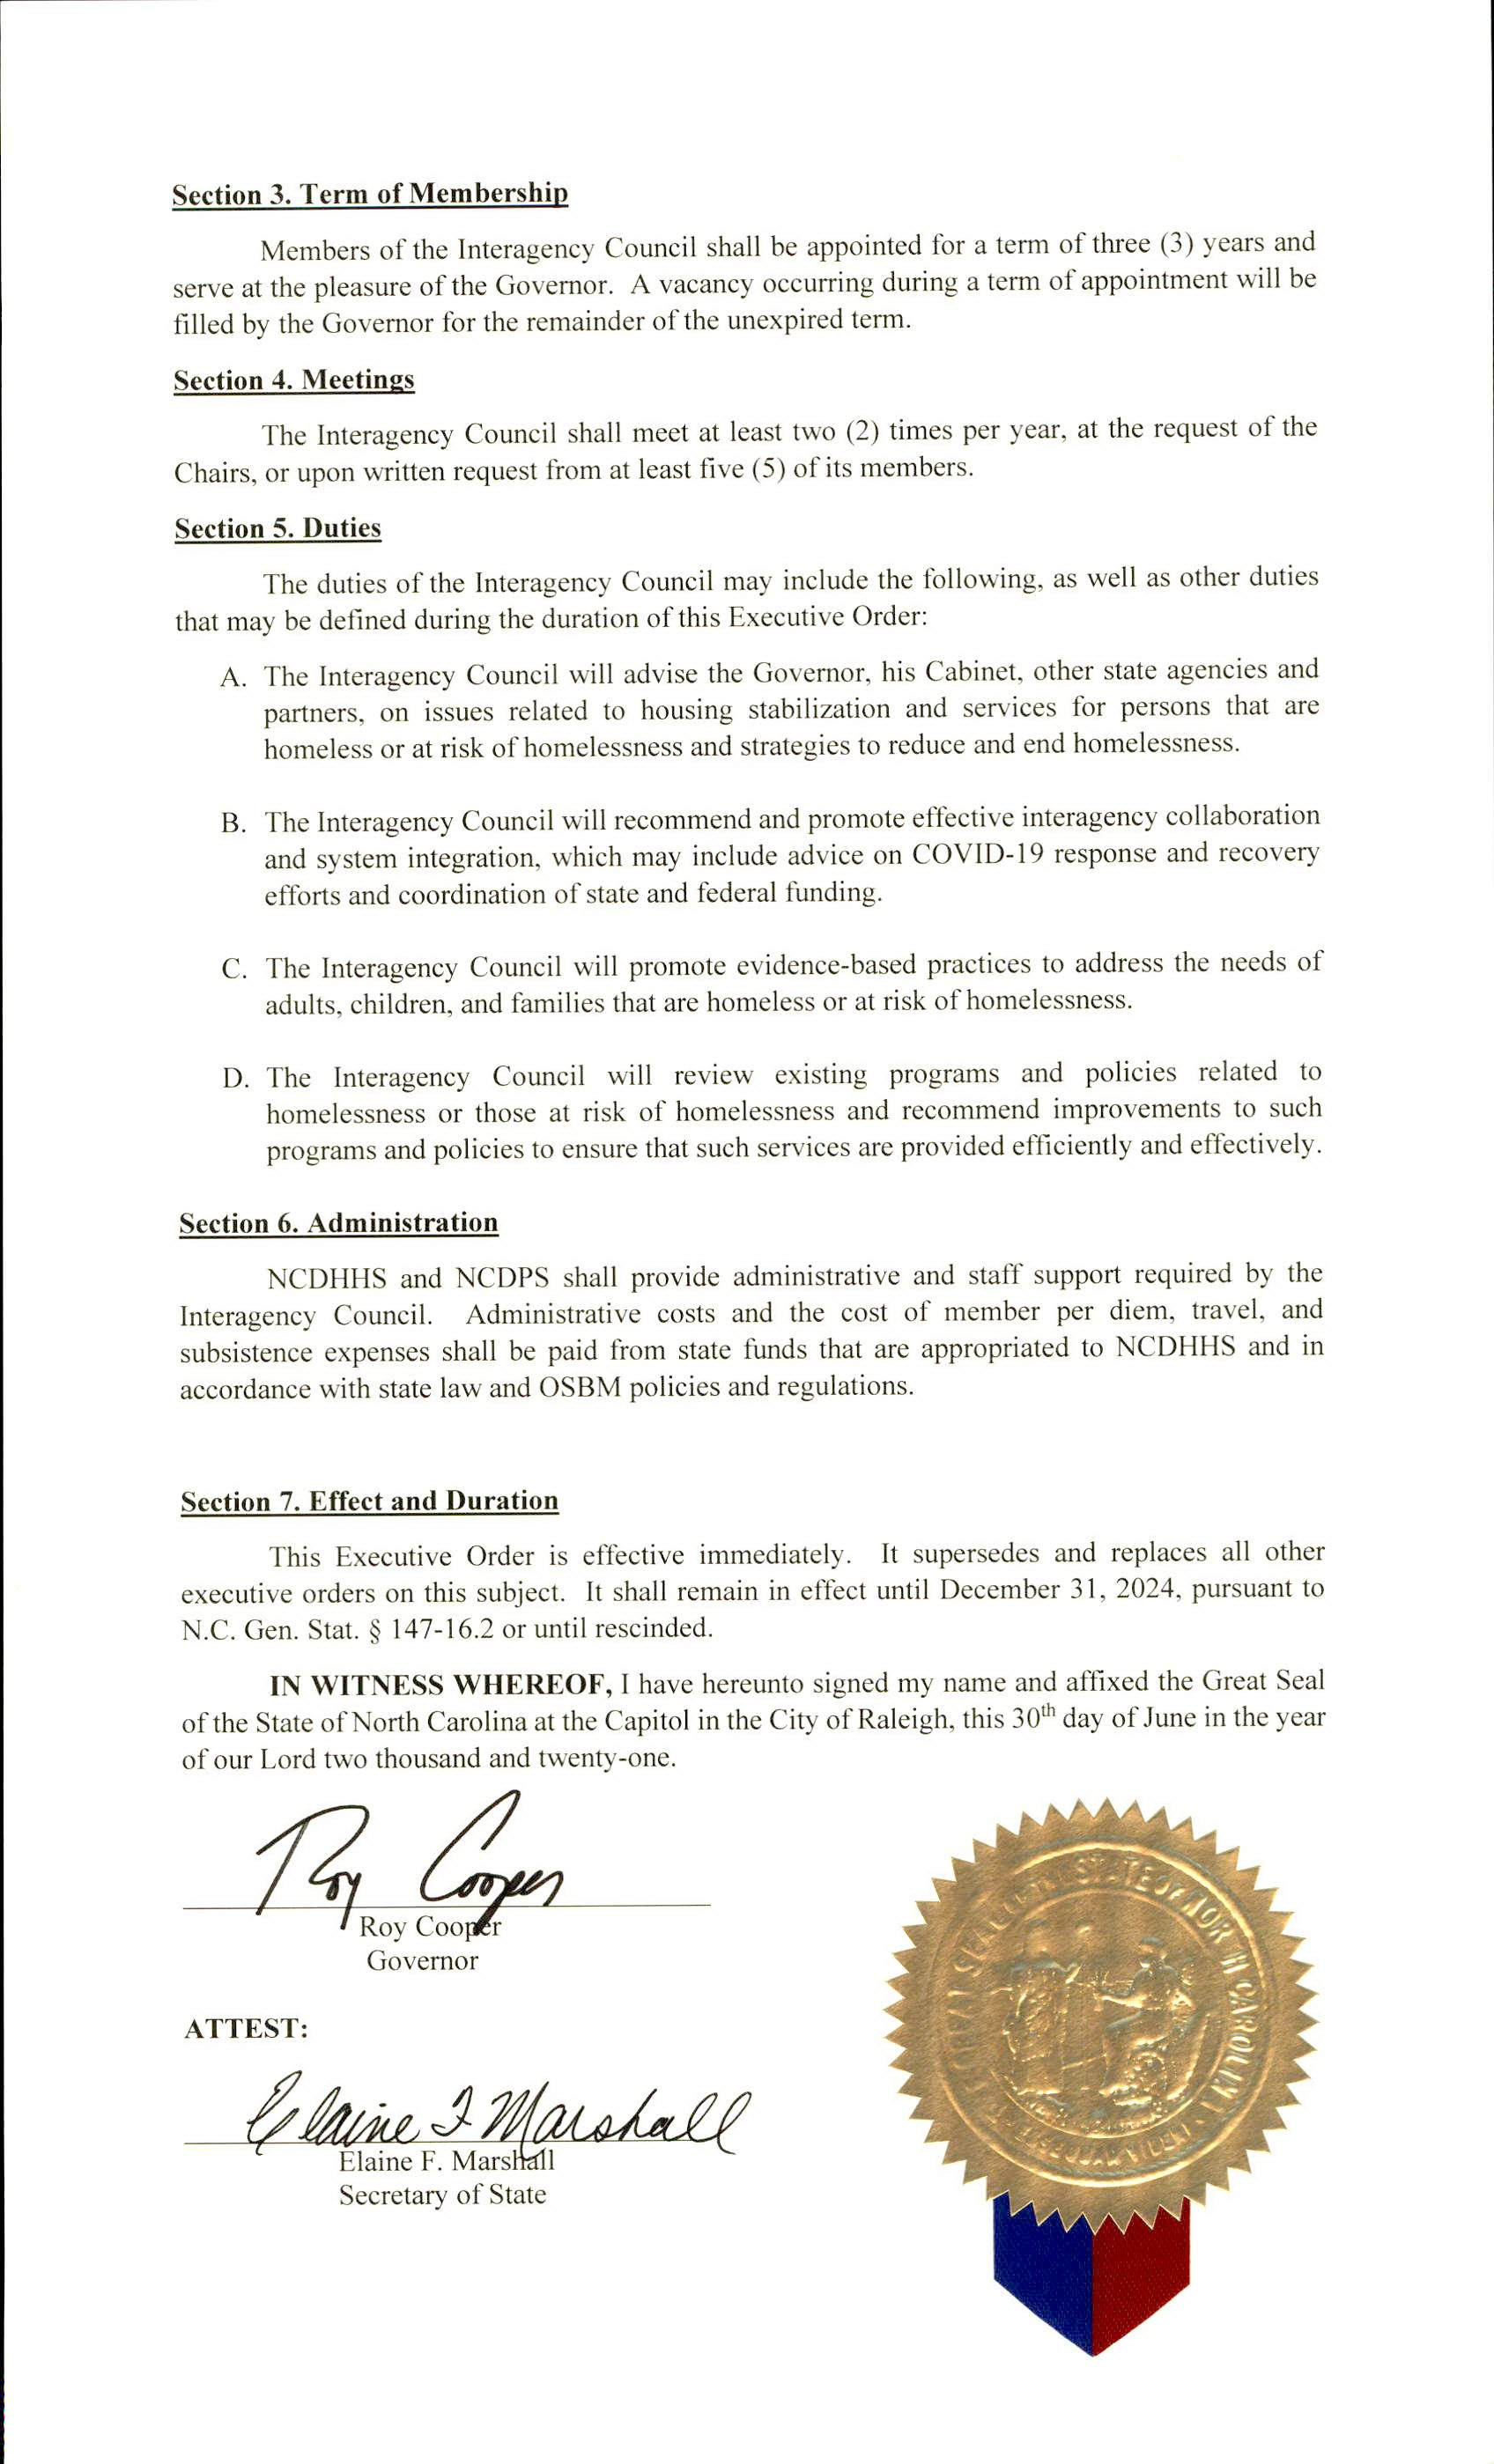 Section 3. Term of Membership
Members of the Interagency Council shall be appointed for a term of three (3) years and
serve at the pleasure of the Governor. A vacancy occurring during a term of appointment will be
filled by the Governor for the remainder of the unexpired term.
Section 4. Meetings
The Interagency Council shall meet at least two (2) times per year, at the request of the
Chairs, or upon written request from at least five (5) of its members.
Section 5. Duties
The duties of the Interagency Council may include the following, as well as other duties
that may be defined during the duration of this Executive Order:
A. The Interagency Council will advise the Governor, his Cabinet, other state agencies and
partners, on issues related to housing stabilization and services for persons that are
homeless or at risk of homelessness and strategies to reduce and end homelessness.
B. The Interagency Council will recommend and promote effective interagency collaboration
and system integration, which may include advice on COVID-19 response and recovery
efforts and coordination of state and federal funding.
C. The Interagency Council will promote evidence-based practices to address the needs of
adults, children, and families that are homeless or at risk of homelessness.
D. The Interagency Council will review existing programs and policies related to
homelessness or those at risk of homelessness and recommend improvements to such
programs and policies to ensure that such services are provided efficiently and effectively.
Section 6. Administration
NCDHHS and NCDPS shall provide administrative and staff support required by the
Interagency Council. Administrative costs and the cost of member per diem, travel, and
subsistence expenses shall be paid from state funds that are appropriated to NCDHHS and in
accordance with state law and OSBM policies and regulations.
Section 7. Effect and Duration
This Executive Order is effective immediately. It supersedes and replaces all other
executive orders on this subject. It shall remain in effect until December 31, 2024, pursuant to
N.C. Gen. Stat. § 147-16.2 or until rescinded.
IN WITNESS WHEREOF, I have hereunto signed my name and affixed the Great Seal
of the State of North Carolina at the Capitol in the City of Raleigh, this 30th day of June in the year
of our Lord two thousand and twenty-one.
Roy Cooper
Roy Cooper
Governor
ATTEST:
Elaine F Marshall
Elaine F. Marshall
Secretary of State
STATE OF NORTH CAROLINA